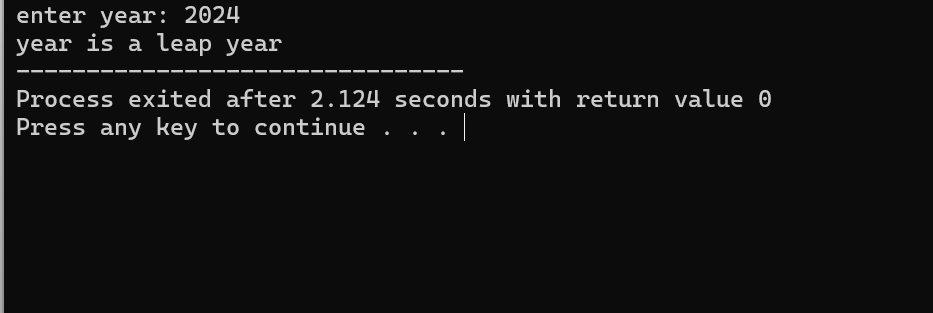 enter year: 2024
year is a leap year
--------------------------------
Process exited after 2.124 seconds with return value 0
Press any key to continue . . .